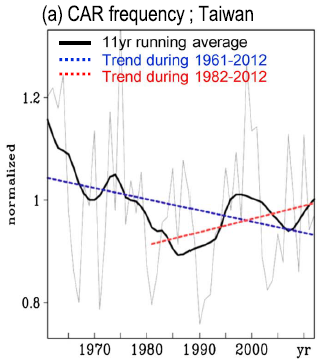 (a) CAR frequency ; Taiwan
11yr running average
Trend during 1961-2012
Trend during 1982-2012
1.2
1
0.8
normalized
1970 1980 1990 2000 yr